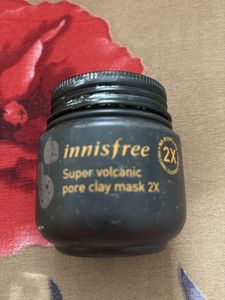 innisfree
2X
Super volcanic
pore clay mask 2X